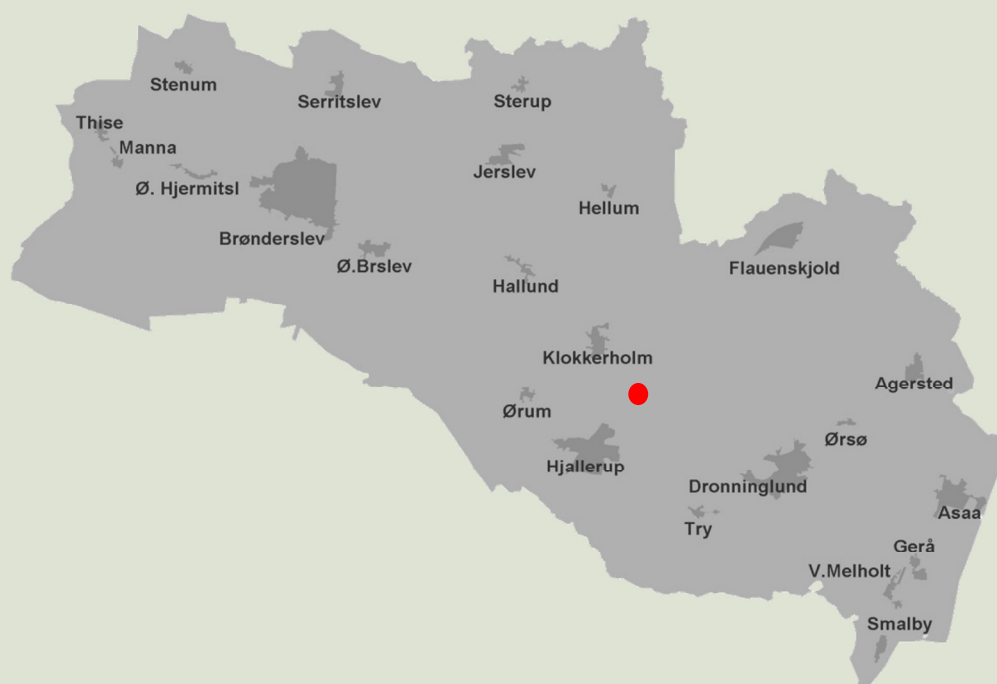 Stenum
Serritslev
Sterup
Thise
Manna
Jerslev
Ø. Hjermitsl
Hellum
Brønderslev
Ø.Brslev
Flauenskjold
Hallund
Klokkerholm
Agersted
Ørum
Ørsø
Hjallerup
Dronninglund
Asaa
Try
Gerå
V.Melholt
Smalby